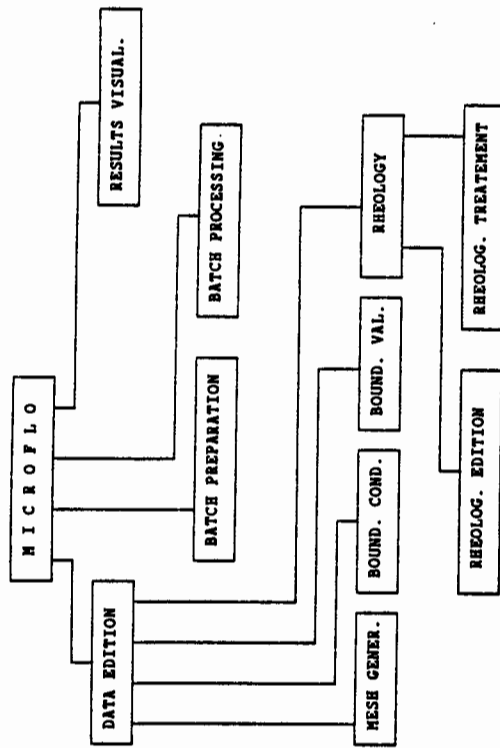 M I C R O F L O
DATA EDITION
RESULTS VISUAL.
BATCH PREPARATION
BATCH PROCESSING.
MESH GENER.
BOUND. COND.
BOUND. VAL.
RHEOLOGY
RHEOLOG. EDITION
RHEOLOG. TREATEMENT